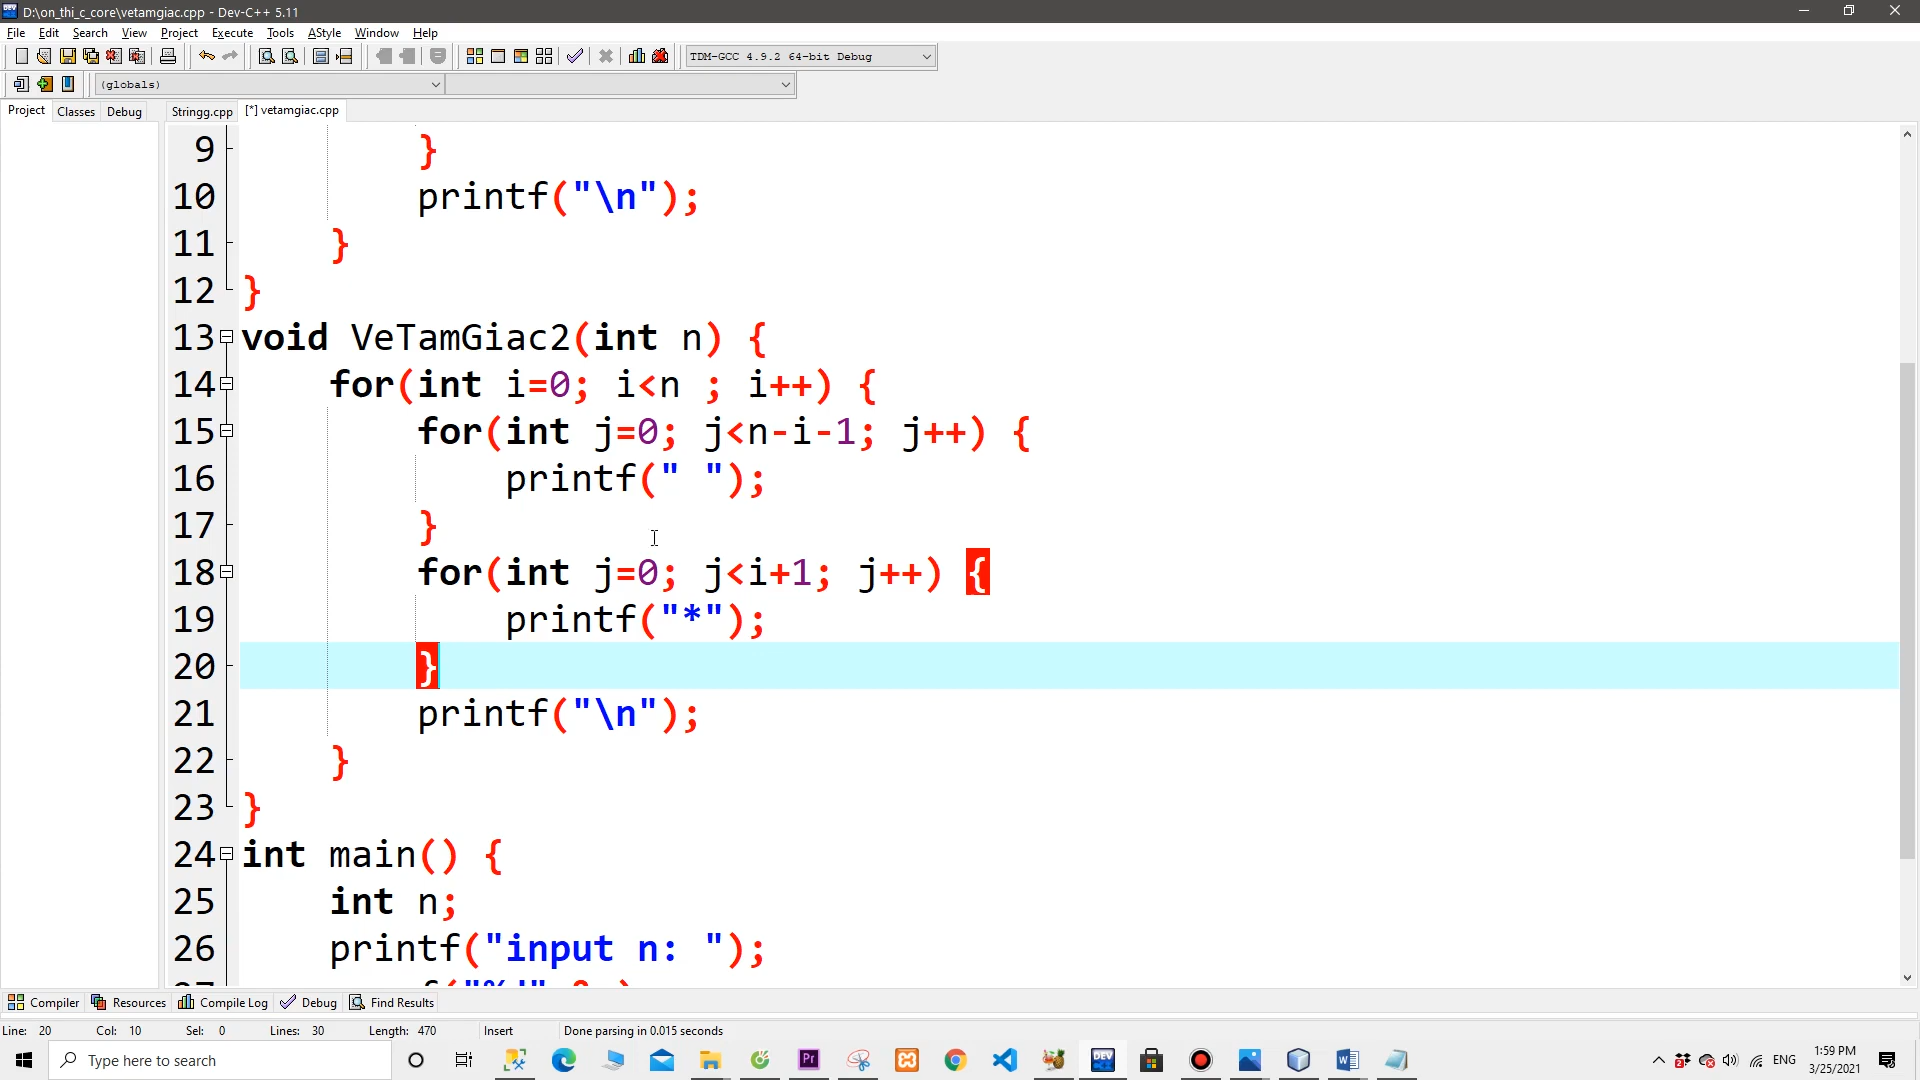 D:\on_thi_c_core\vetamgiac.cpp - Dev-C++ 5.11
File Edit Search View Project Execute Tools AStyle Window Help
TDM-GCC 4.9.2 64-bit Debug
(globals)
Project Classes Debug Stringg.cpp [*] vetamgiac.cpp
9 }
10 printf("\n");
11 }
12 }
13 void VeTamGiac2(int n) {
14 for(int i=0; i<n ; i++) {
15 for(int j=0; j<n-i-1; j++) {
16 printf(" ");
17 }
18 for(int j=0; j<i+1; j++) {
19 printf("*");
20 }
21 printf("\n");
22 }
23 }
24 int main() {
25 int n;
26 printf("input n: ");
Compiler Resources Compile Log Debug Find Results
Line: 20 Col: 10 Sel: 0 Lines: 30 Length: 470 Insert Done parsing in 0.015 seconds
Type here to search
Pr
DEV
ENG
1:59 PM
3/25/2021